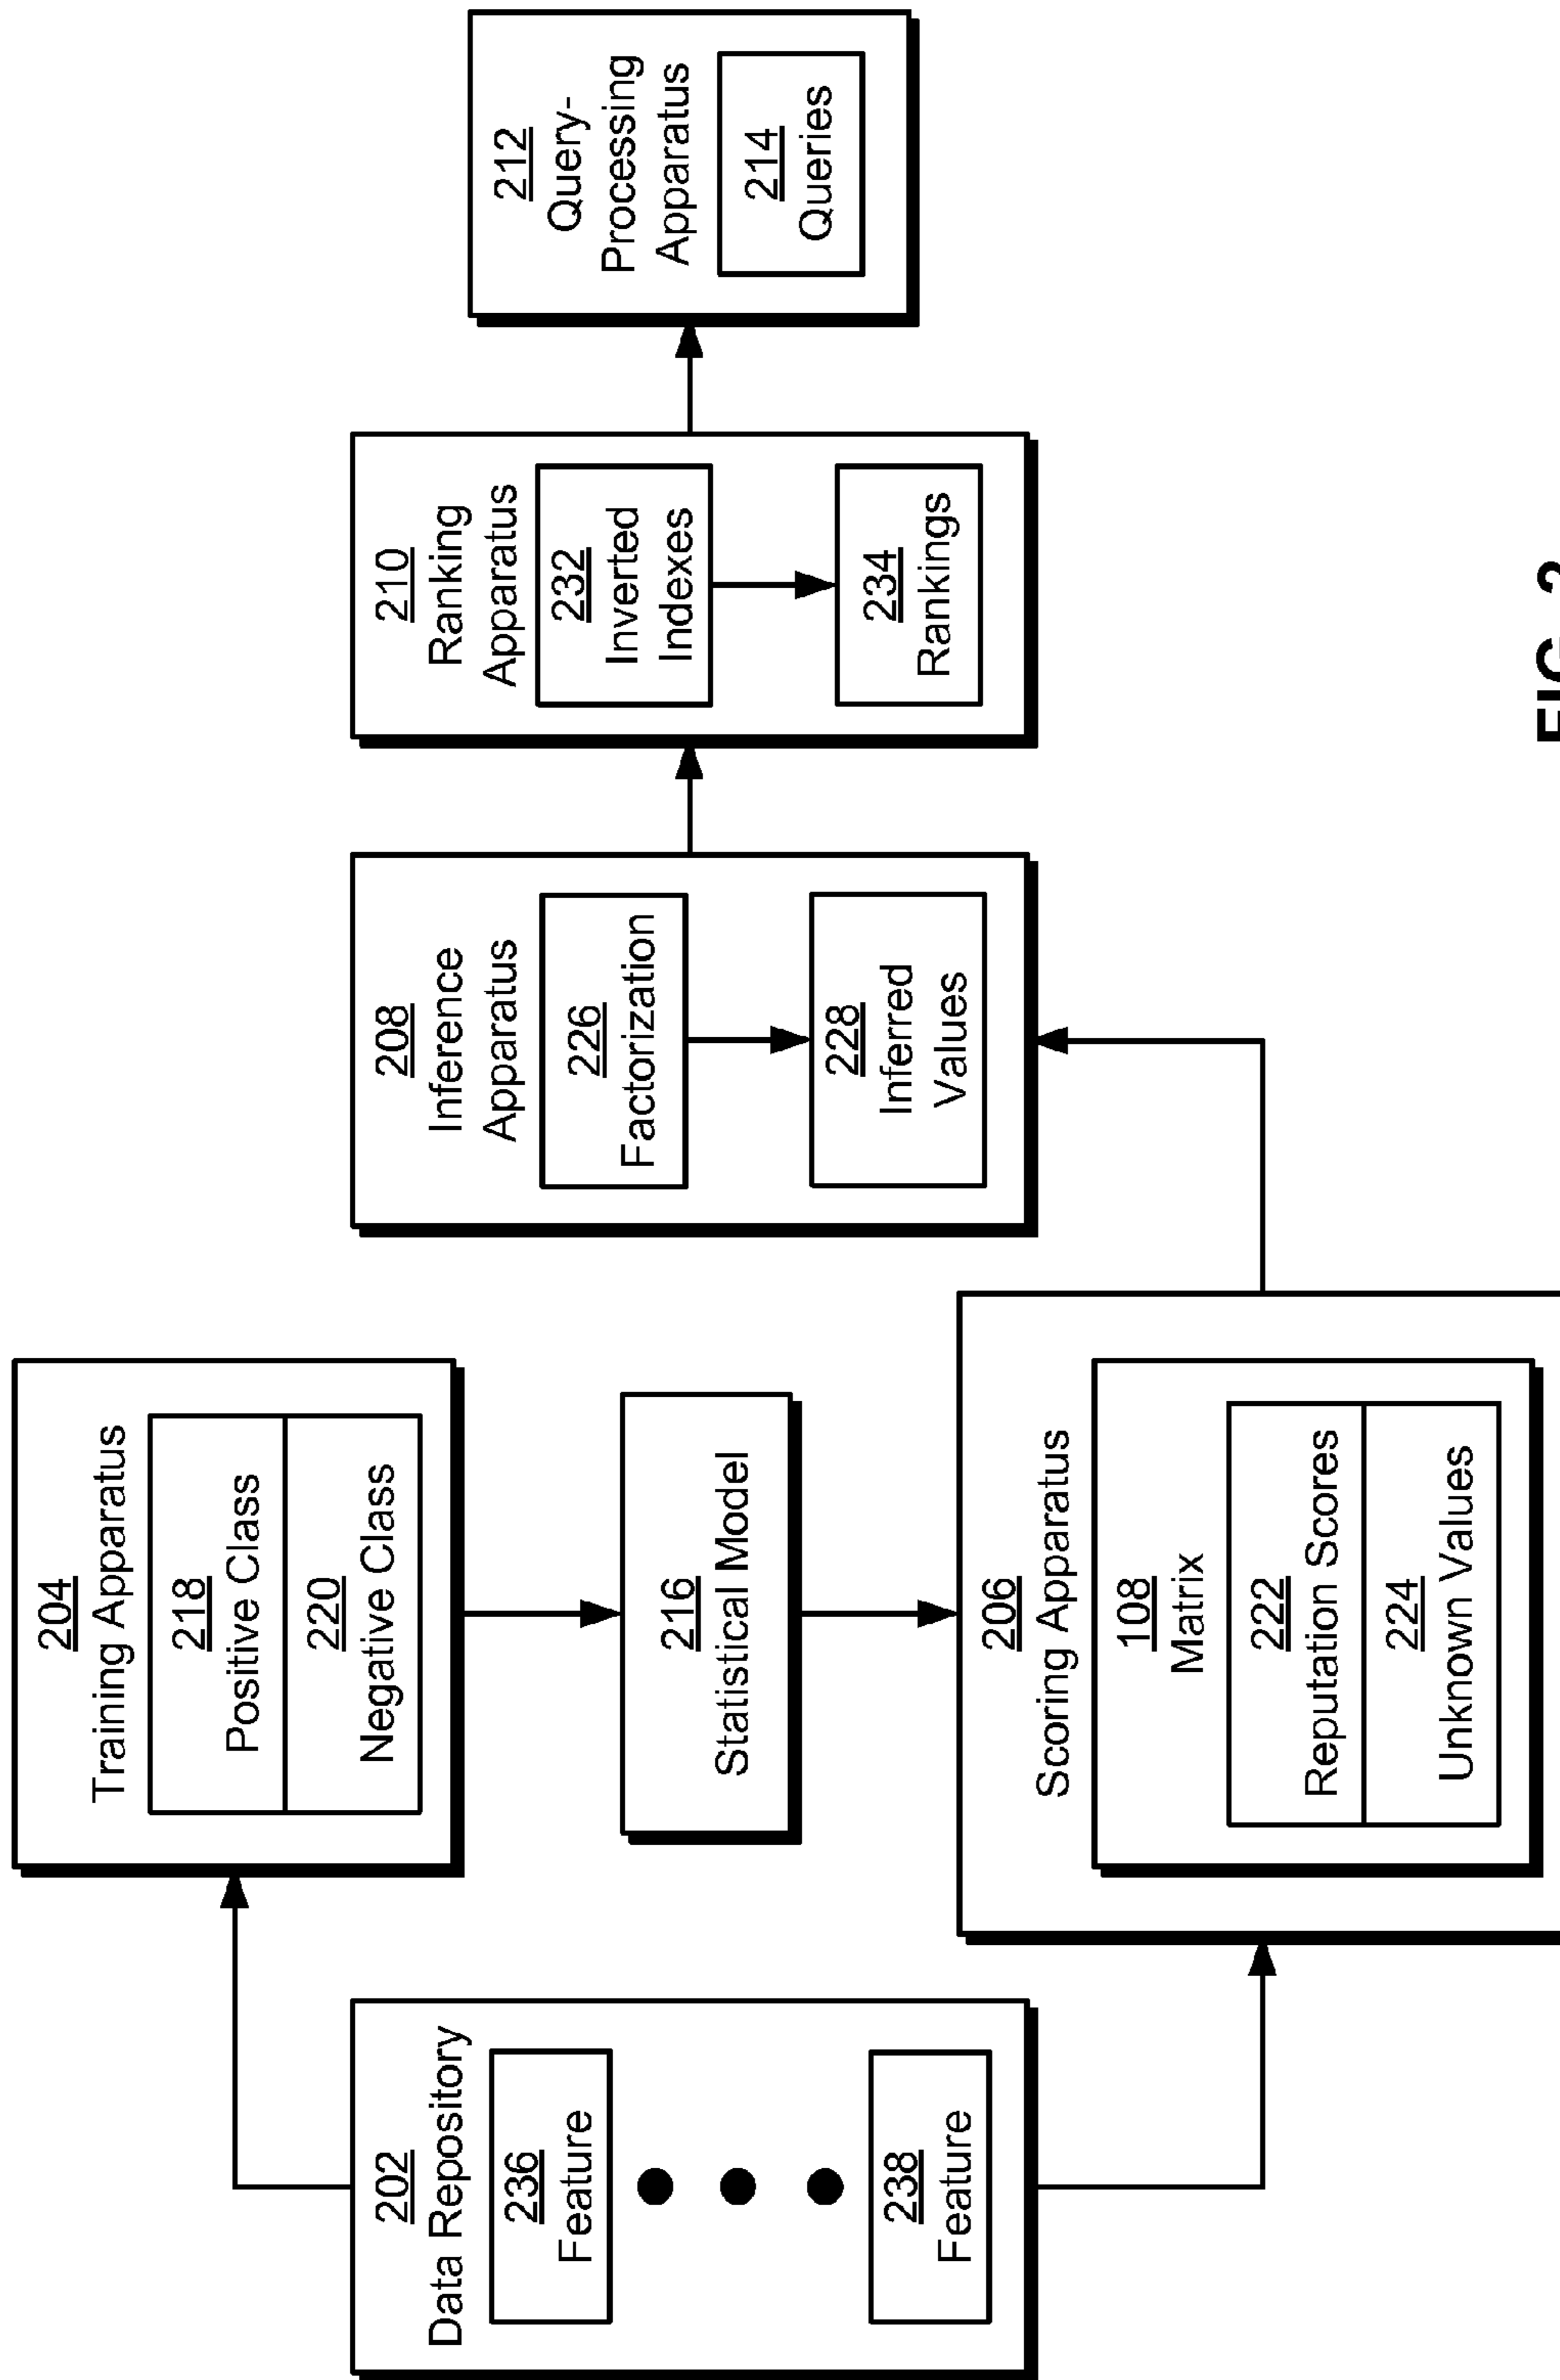 202
Data Repository
236
Feature
238
Feature
204
Training Apparatus
218
Positive Class
220
Negative Class
216
Statistical Model
206
Scoring Apparatus
108
Matrix
222
Reputation Scores
224
Unknown Values
208
Inference
Apparatus
226
Factorization
228
Inferred
Values
210
Ranking
Apparatus
232
Inverted
Indexes
234
Rankings
212
Query-
Processing
Apparatus
214
Queries
FIG. 2